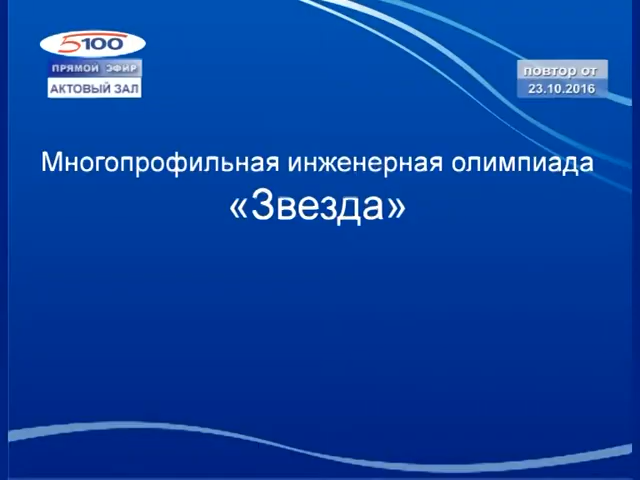 5100
ПРЯМОЙ ЭФИР
АКТОВЫЙ ЗАЛ
повтор от
23.10.2016
Многопрофильная инженерная олимпиада
«Звезда»